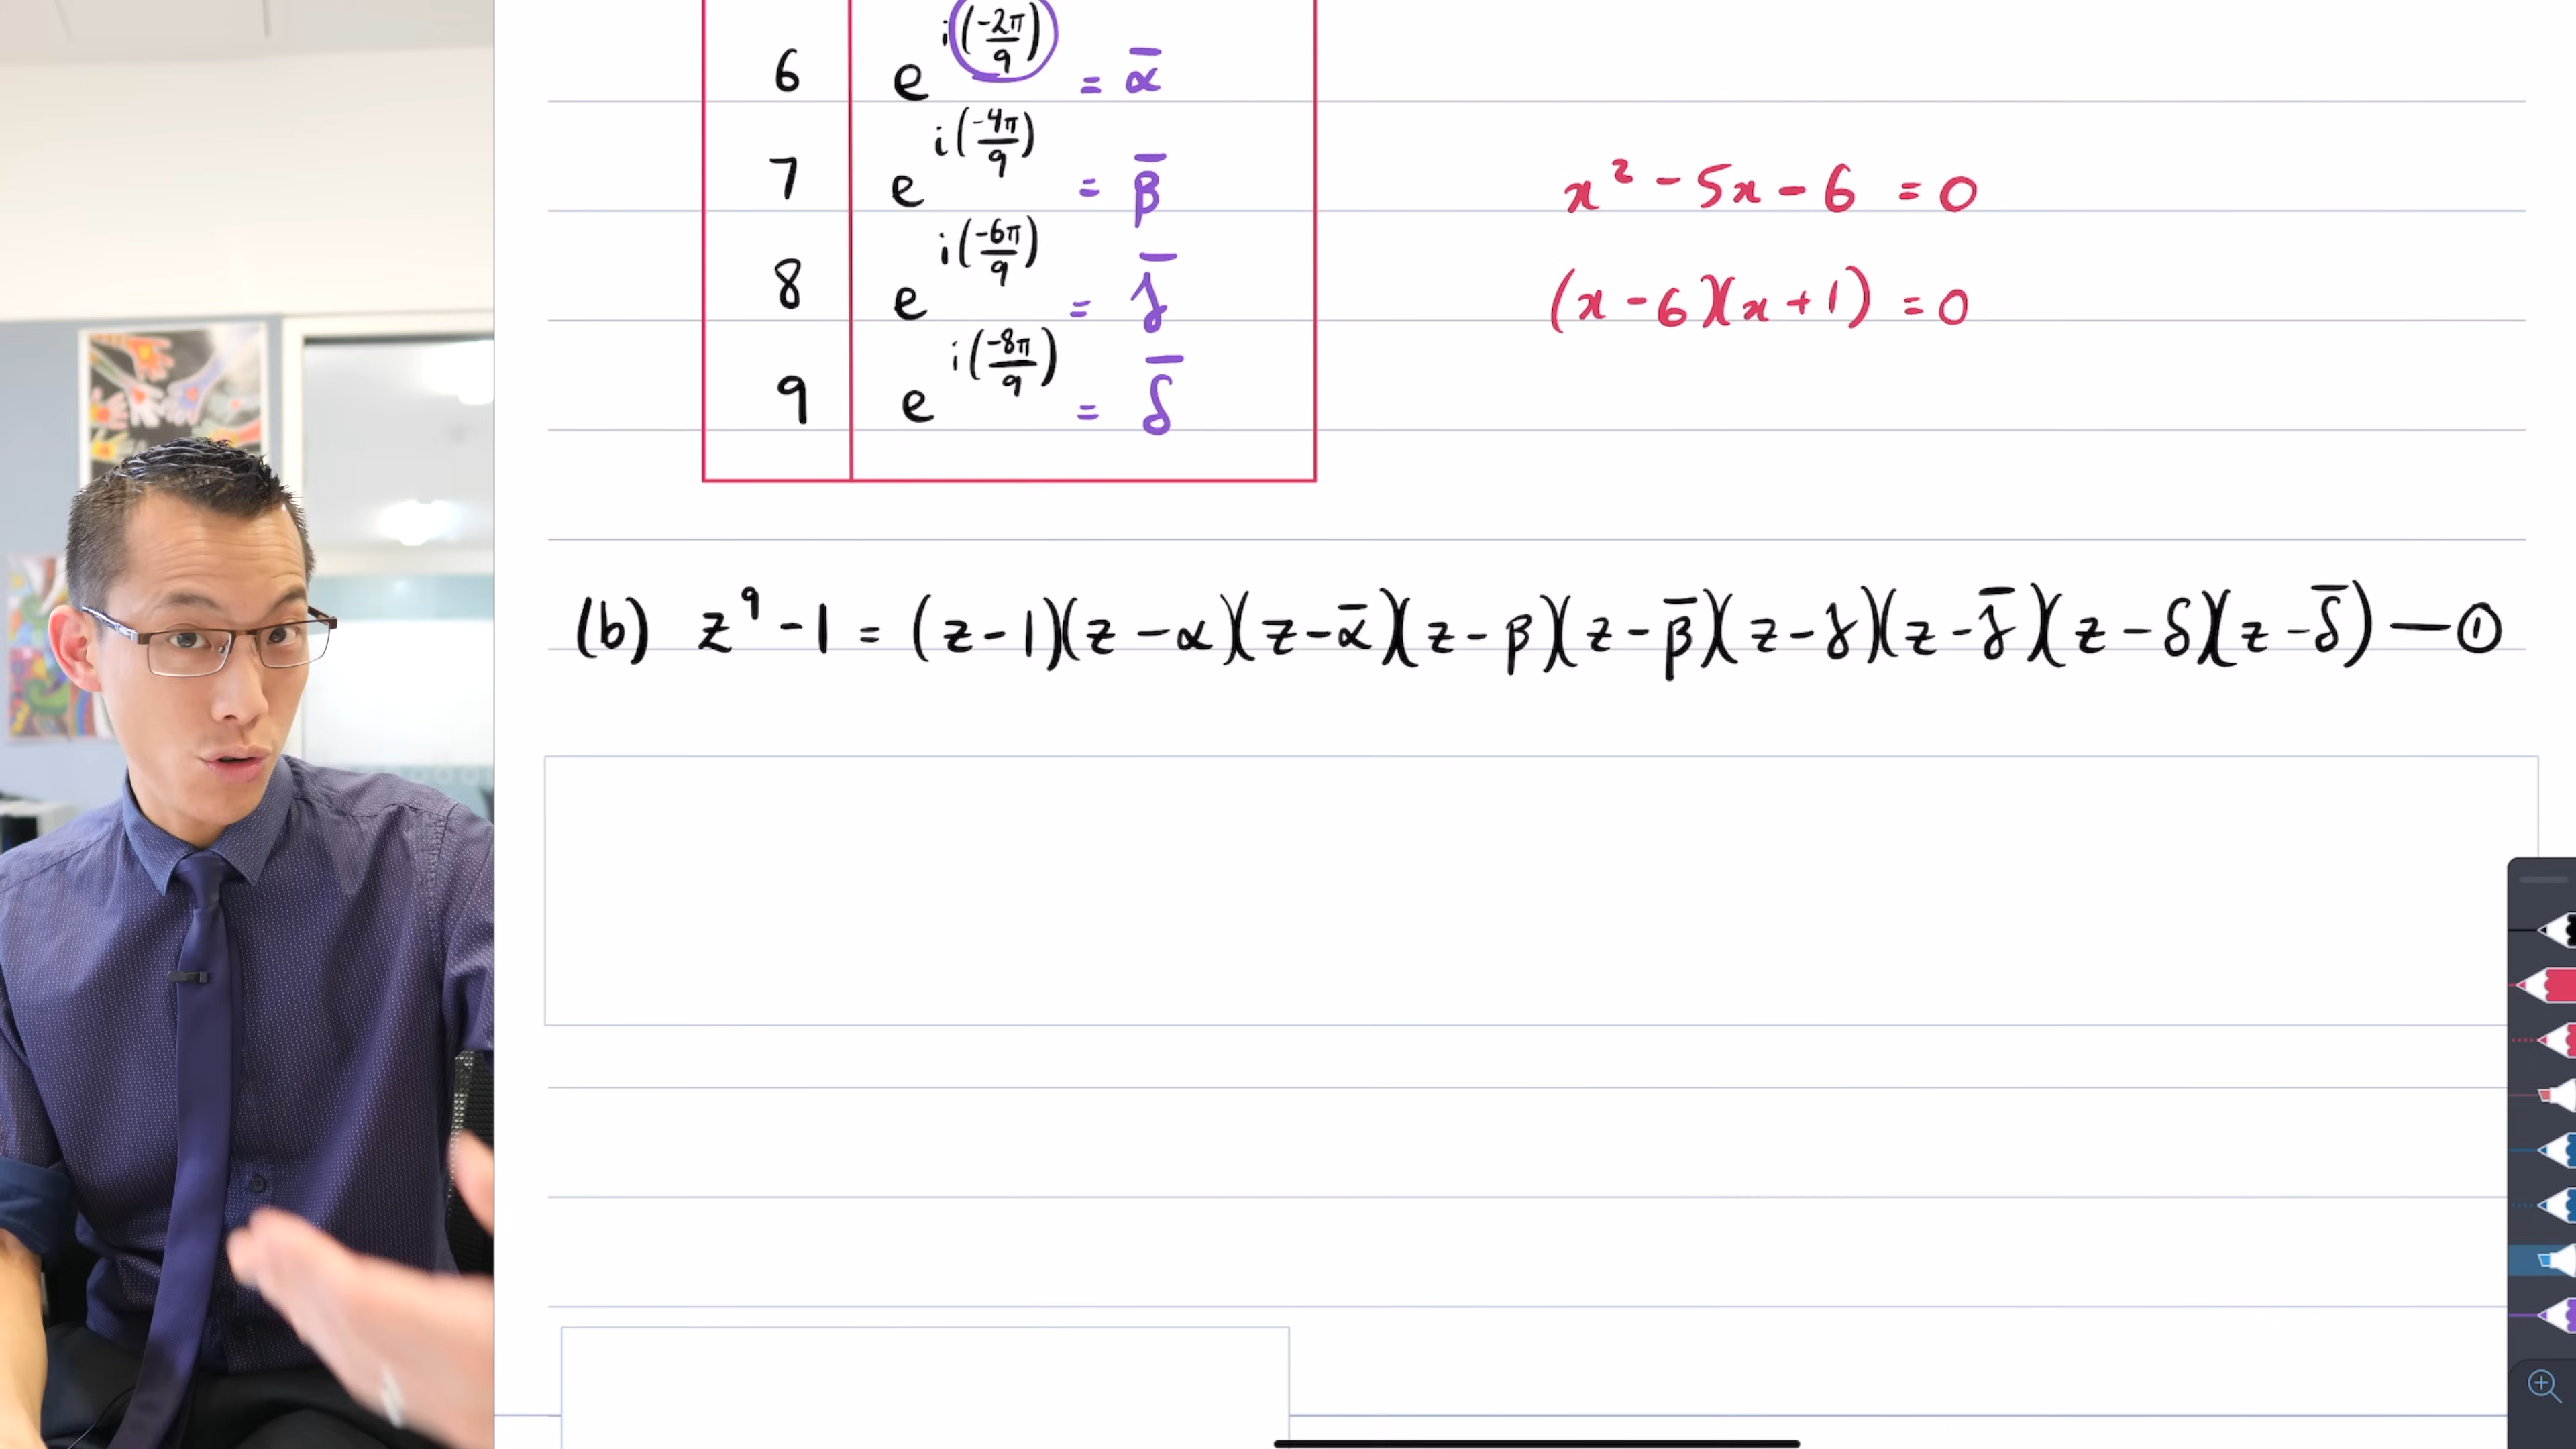 6 e^{i(-2π/9)} = ᾱ
7 e^{i(-4π/9)} = β̄
8 e^{i(-6π/9)} = γ̄
9 e^{i(-8π/9)} = δ̄
x² - 5x - 6 = 0
(x - 6)(x + 1) = 0
(b) z⁹ - 1 = (z - 1)(z - α)(z - ᾱ)(z - β)(z - β̄)(z - γ)(z - γ̄)(z - δ)(z - δ̄) — ①